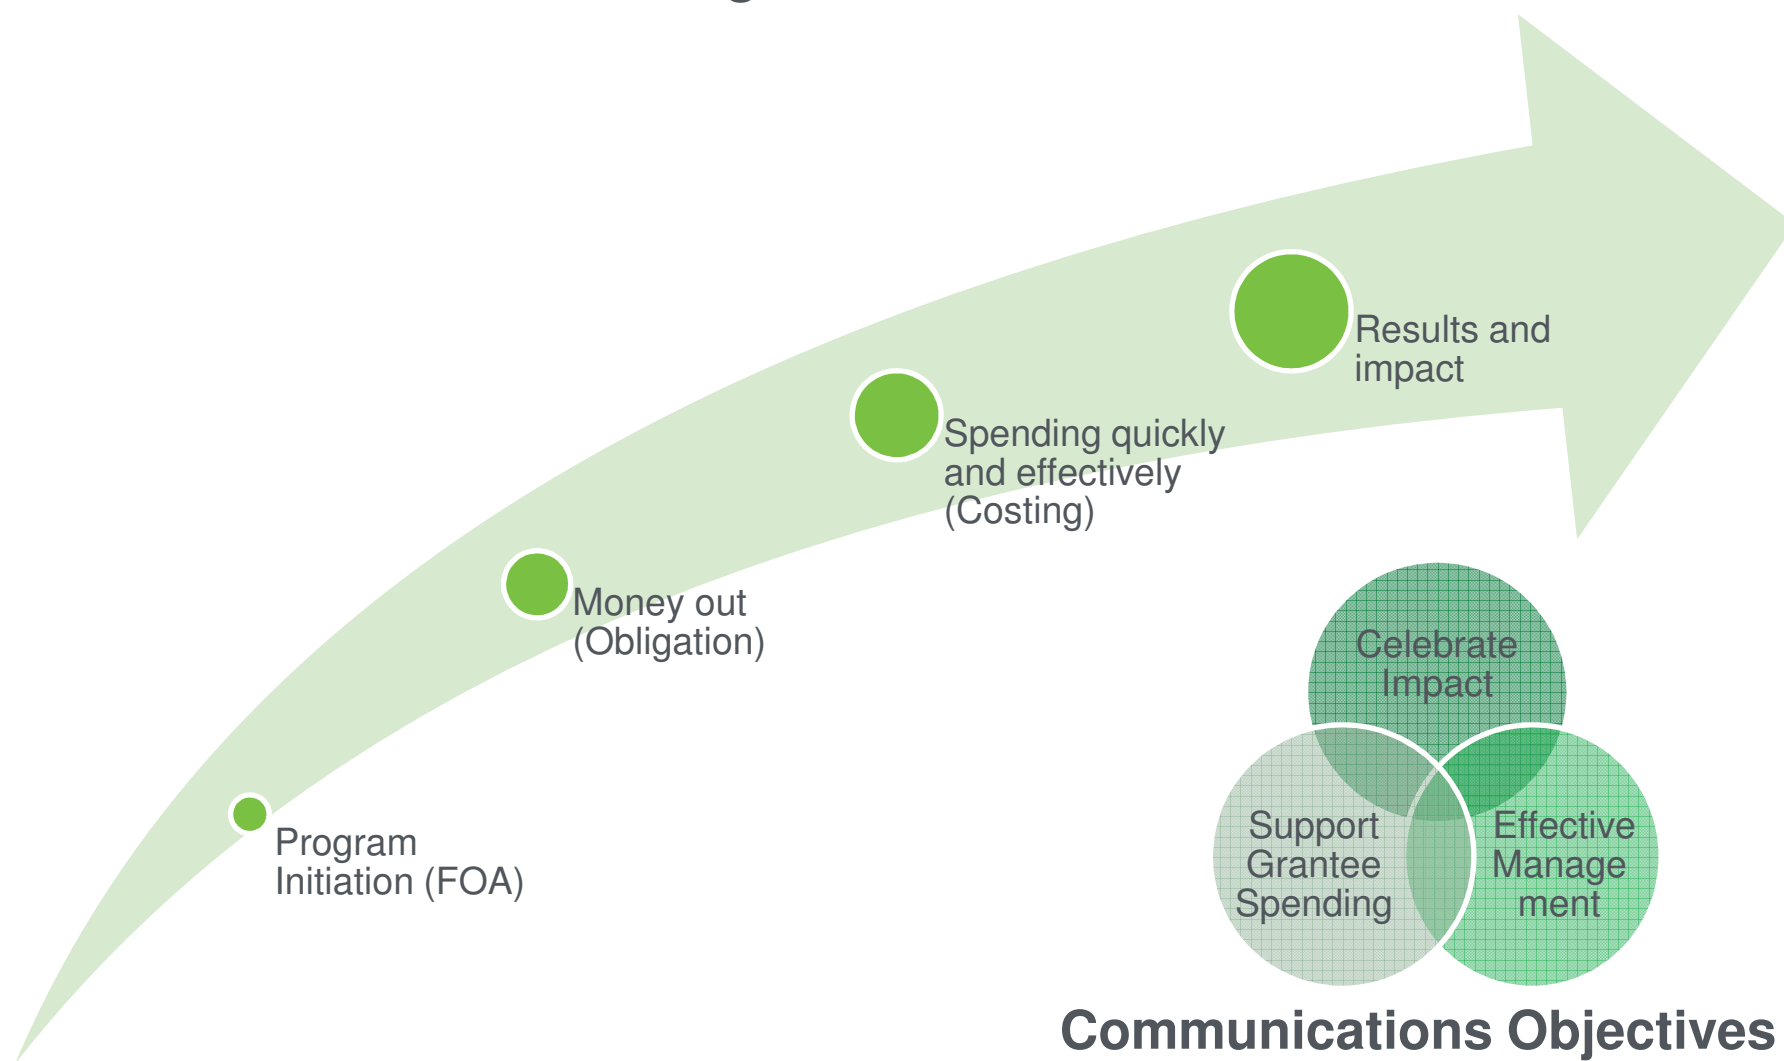 Results and
impact
Spending quickly
and effectively
(Costing)
Money out
(Obligation)
Program
Initiation (FOA)
Celebrate
Impact
Support
Grantee
Spending
Effective
Manage
ment
Communications Objectives